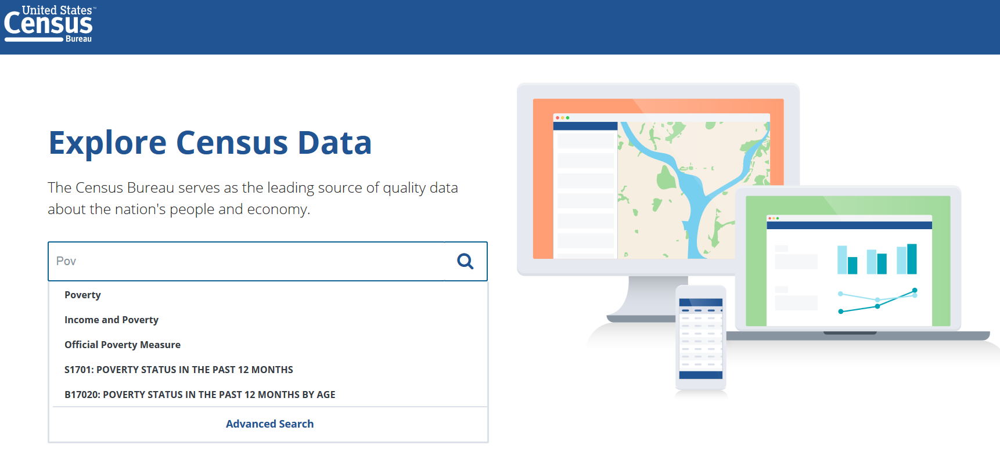 United States™
Census
Bureau
Explore Census Data
The Census Bureau serves as the leading source of quality data
about the nation's people and economy.
Pov
Poverty
Income and Poverty
Official Poverty Measure
S1701: POVERTY STATUS IN THE PAST 12 MONTHS
B17020: POVERTY STATUS IN THE PAST 12 MONTHS BY AGE
Advanced Search